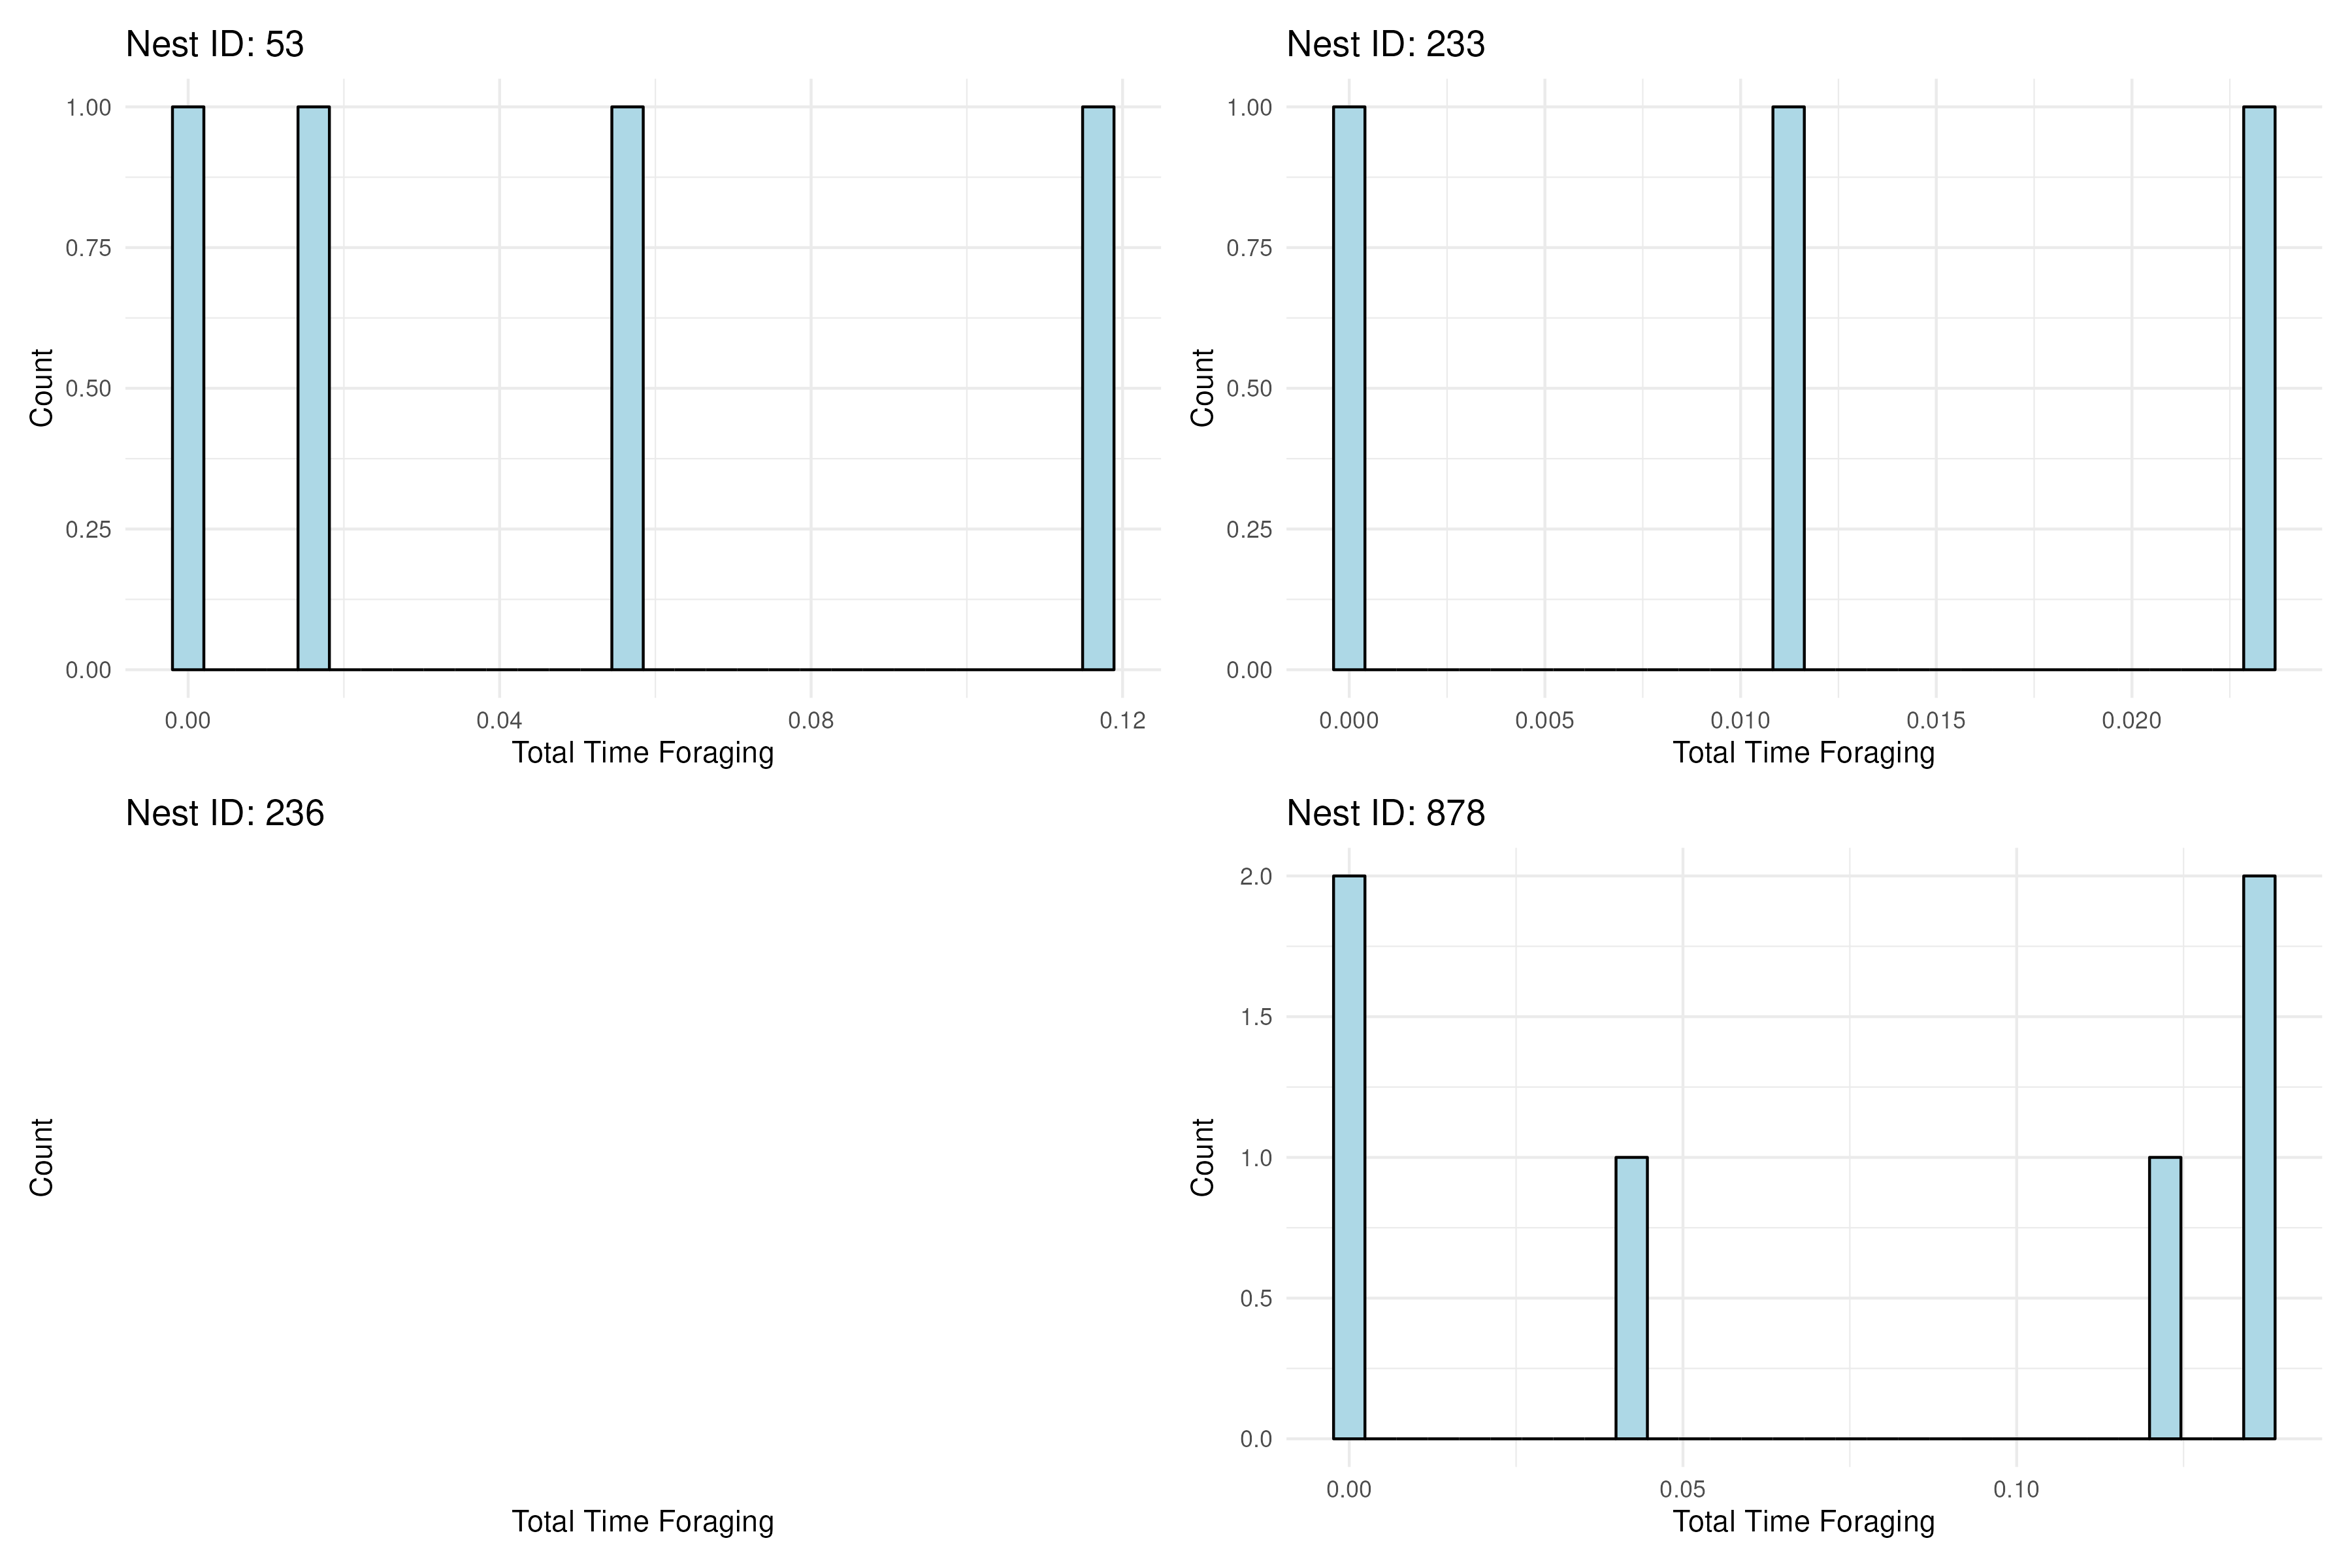 Nest ID: 53
1.00
0.75
0.50
0.25
0.00
Count
0.00 0.04 0.08 0.12
Total Time Foraging
Nest ID: 233
1.00
0.75
0.50
0.25
0.00
Count
0.000 0.005 0.010 0.015 0.020
Total Time Foraging
Nest ID: 236
Count
Total Time Foraging
Nest ID: 878
2.0
1.5
1.0
0.5
0.0
Count
0.00 0.05 0.10
Total Time Foraging